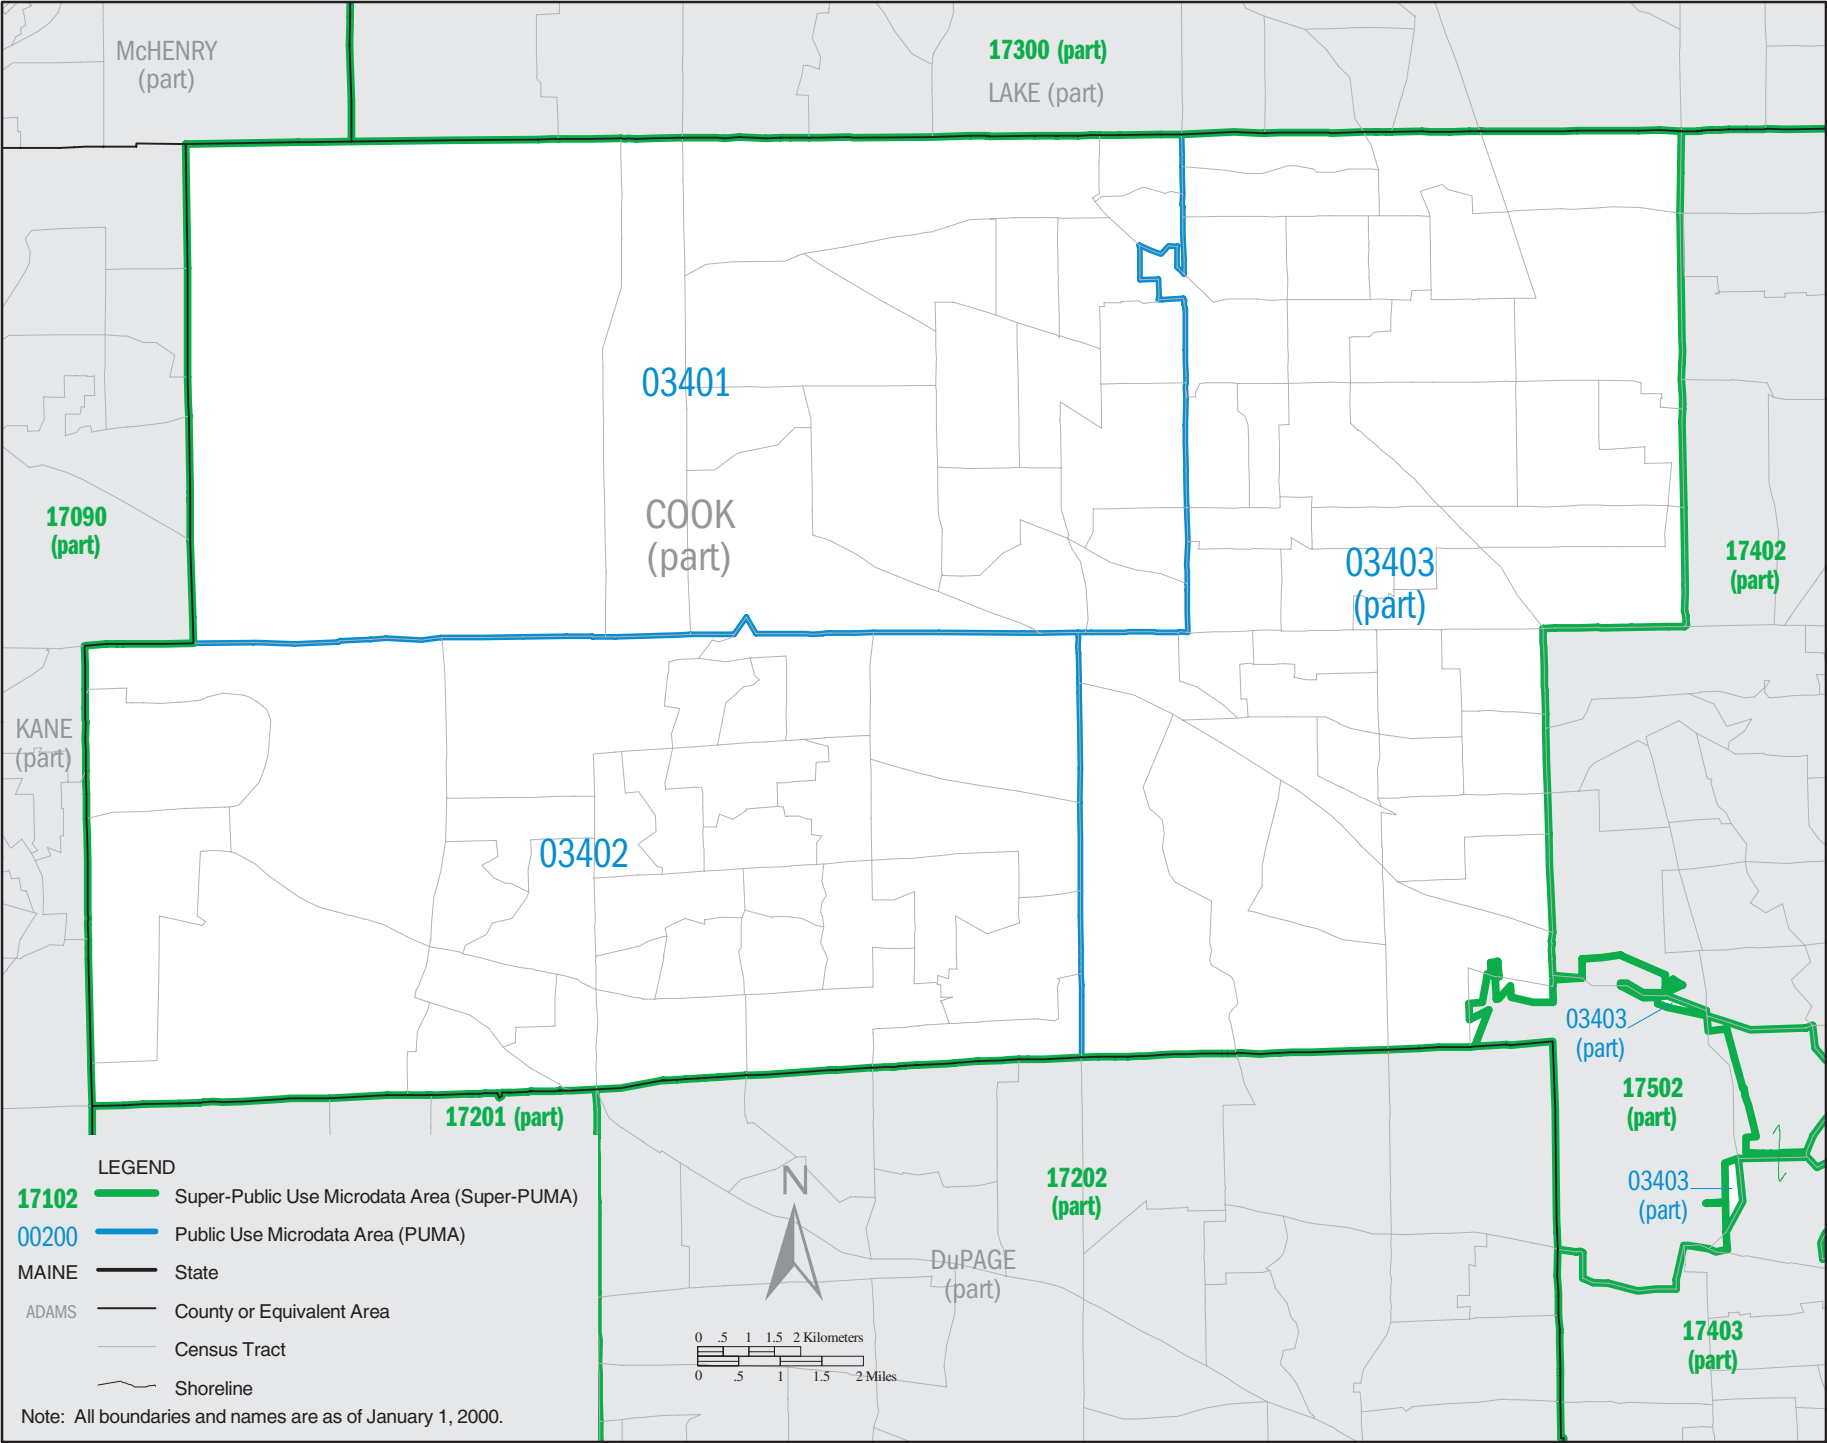 McHENRY
(part)
17300 (part)
LAKE (part)
03401
COOK
(part)
17090
(part)
03403
(part)
17402
(part)
KANE
(part)
03402
03403
(part)
17502
(part)
17201 (part)
17202
(part)
03403
(part)
DuPAGE
(part)
17403
(part)
N
LEGEND
17102 Super-Public Use Microdata Area (Super-PUMA)
00200 Public Use Microdata Area (PUMA)
MAINE State
ADAMS County or Equivalent Area
Census Tract
Shoreline
Note: All boundaries and names are as of January 1, 2000.
0 .5 1 1.5 2 Kilometers
0 .5 1 1.5 2 Miles